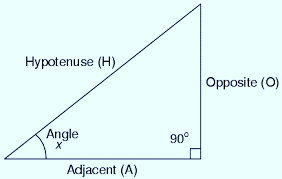 Hypotenuse (H)
Opposite (O)
Angle
x
90°
Adjacent (A)